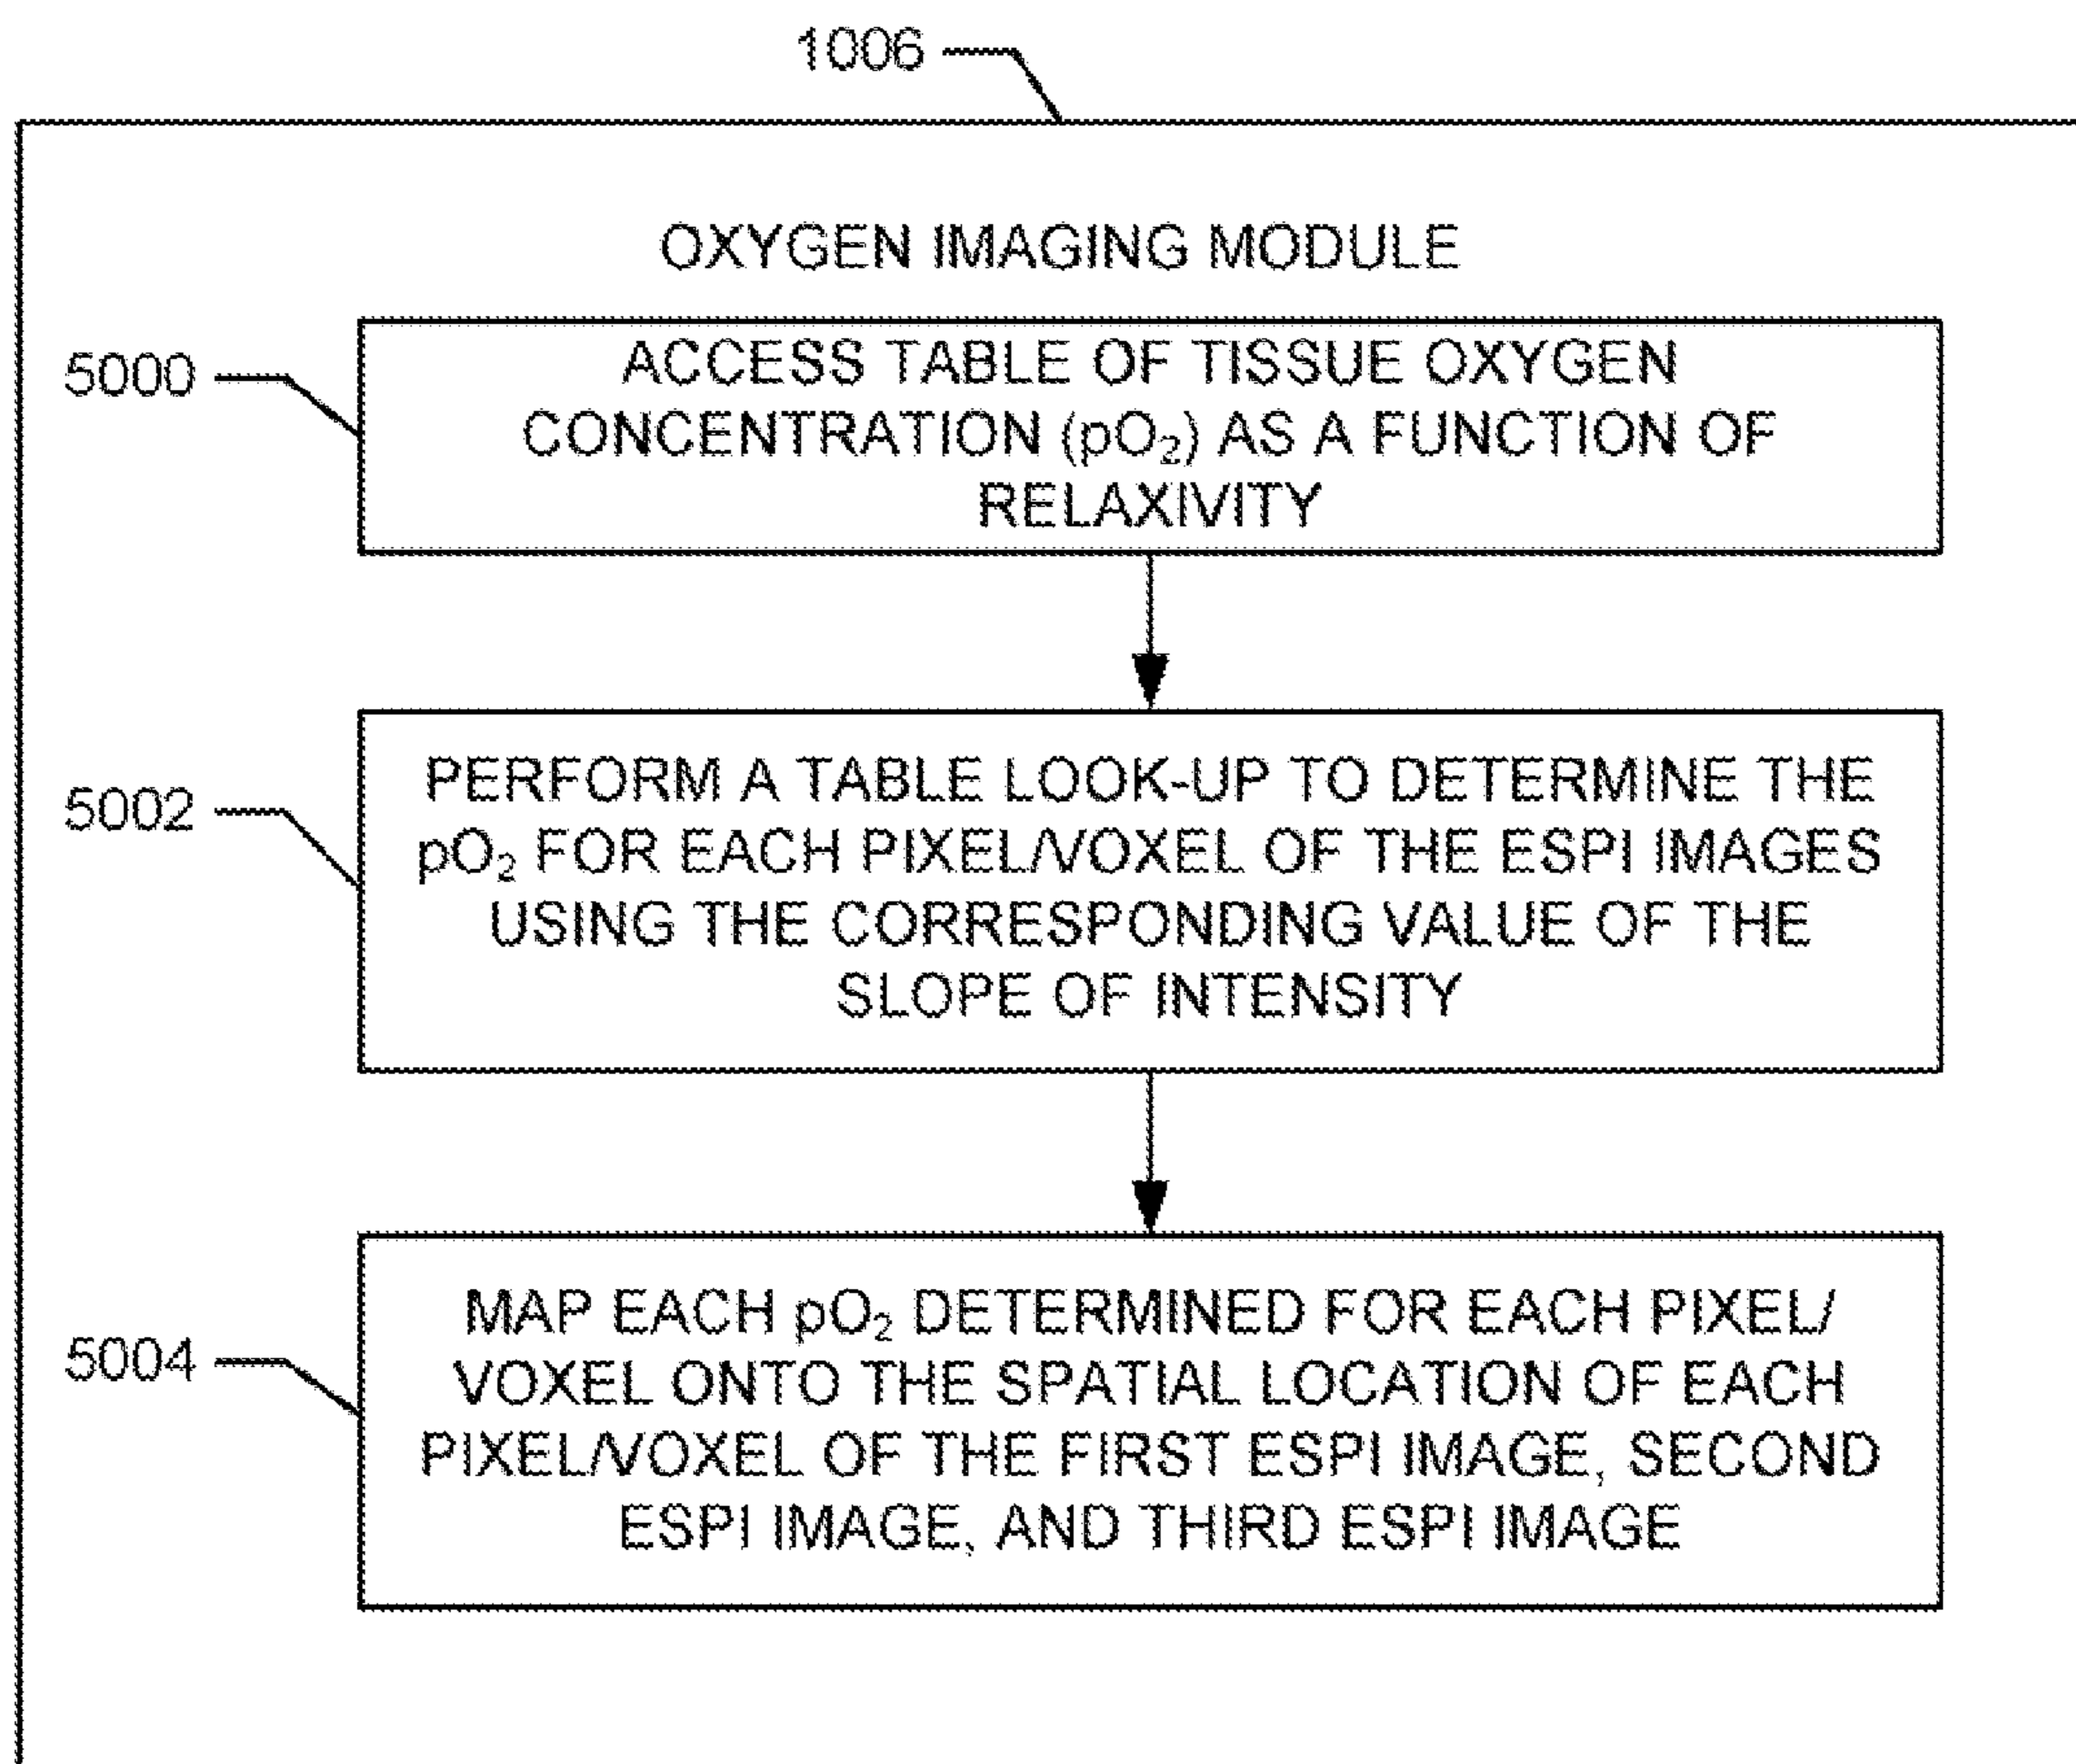 1006
OXYGEN IMAGING MODULE
5000
ACCESS TABLE OF TISSUE OXYGEN
CONCENTRATION (pO₂) AS A FUNCTION OF
RELAXIVITY
5002
PERFORM A TABLE LOOK-UP TO DETERMINE THE
pO₂ FOR EACH PIXEL/VOXEL OF THE ESPI IMAGES
USING THE CORRESPONDING VALUE OF THE
SLOPE OF INTENSITY
5004
MAP EACH pO₂ DETERMINED FOR EACH PIXEL/
VOXEL ONTO THE SPATIAL LOCATION OF EACH
PIXEL/VOXEL OF THE FIRST ESPI IMAGE, SECOND
ESPI IMAGE, AND THIRD ESPI IMAGE